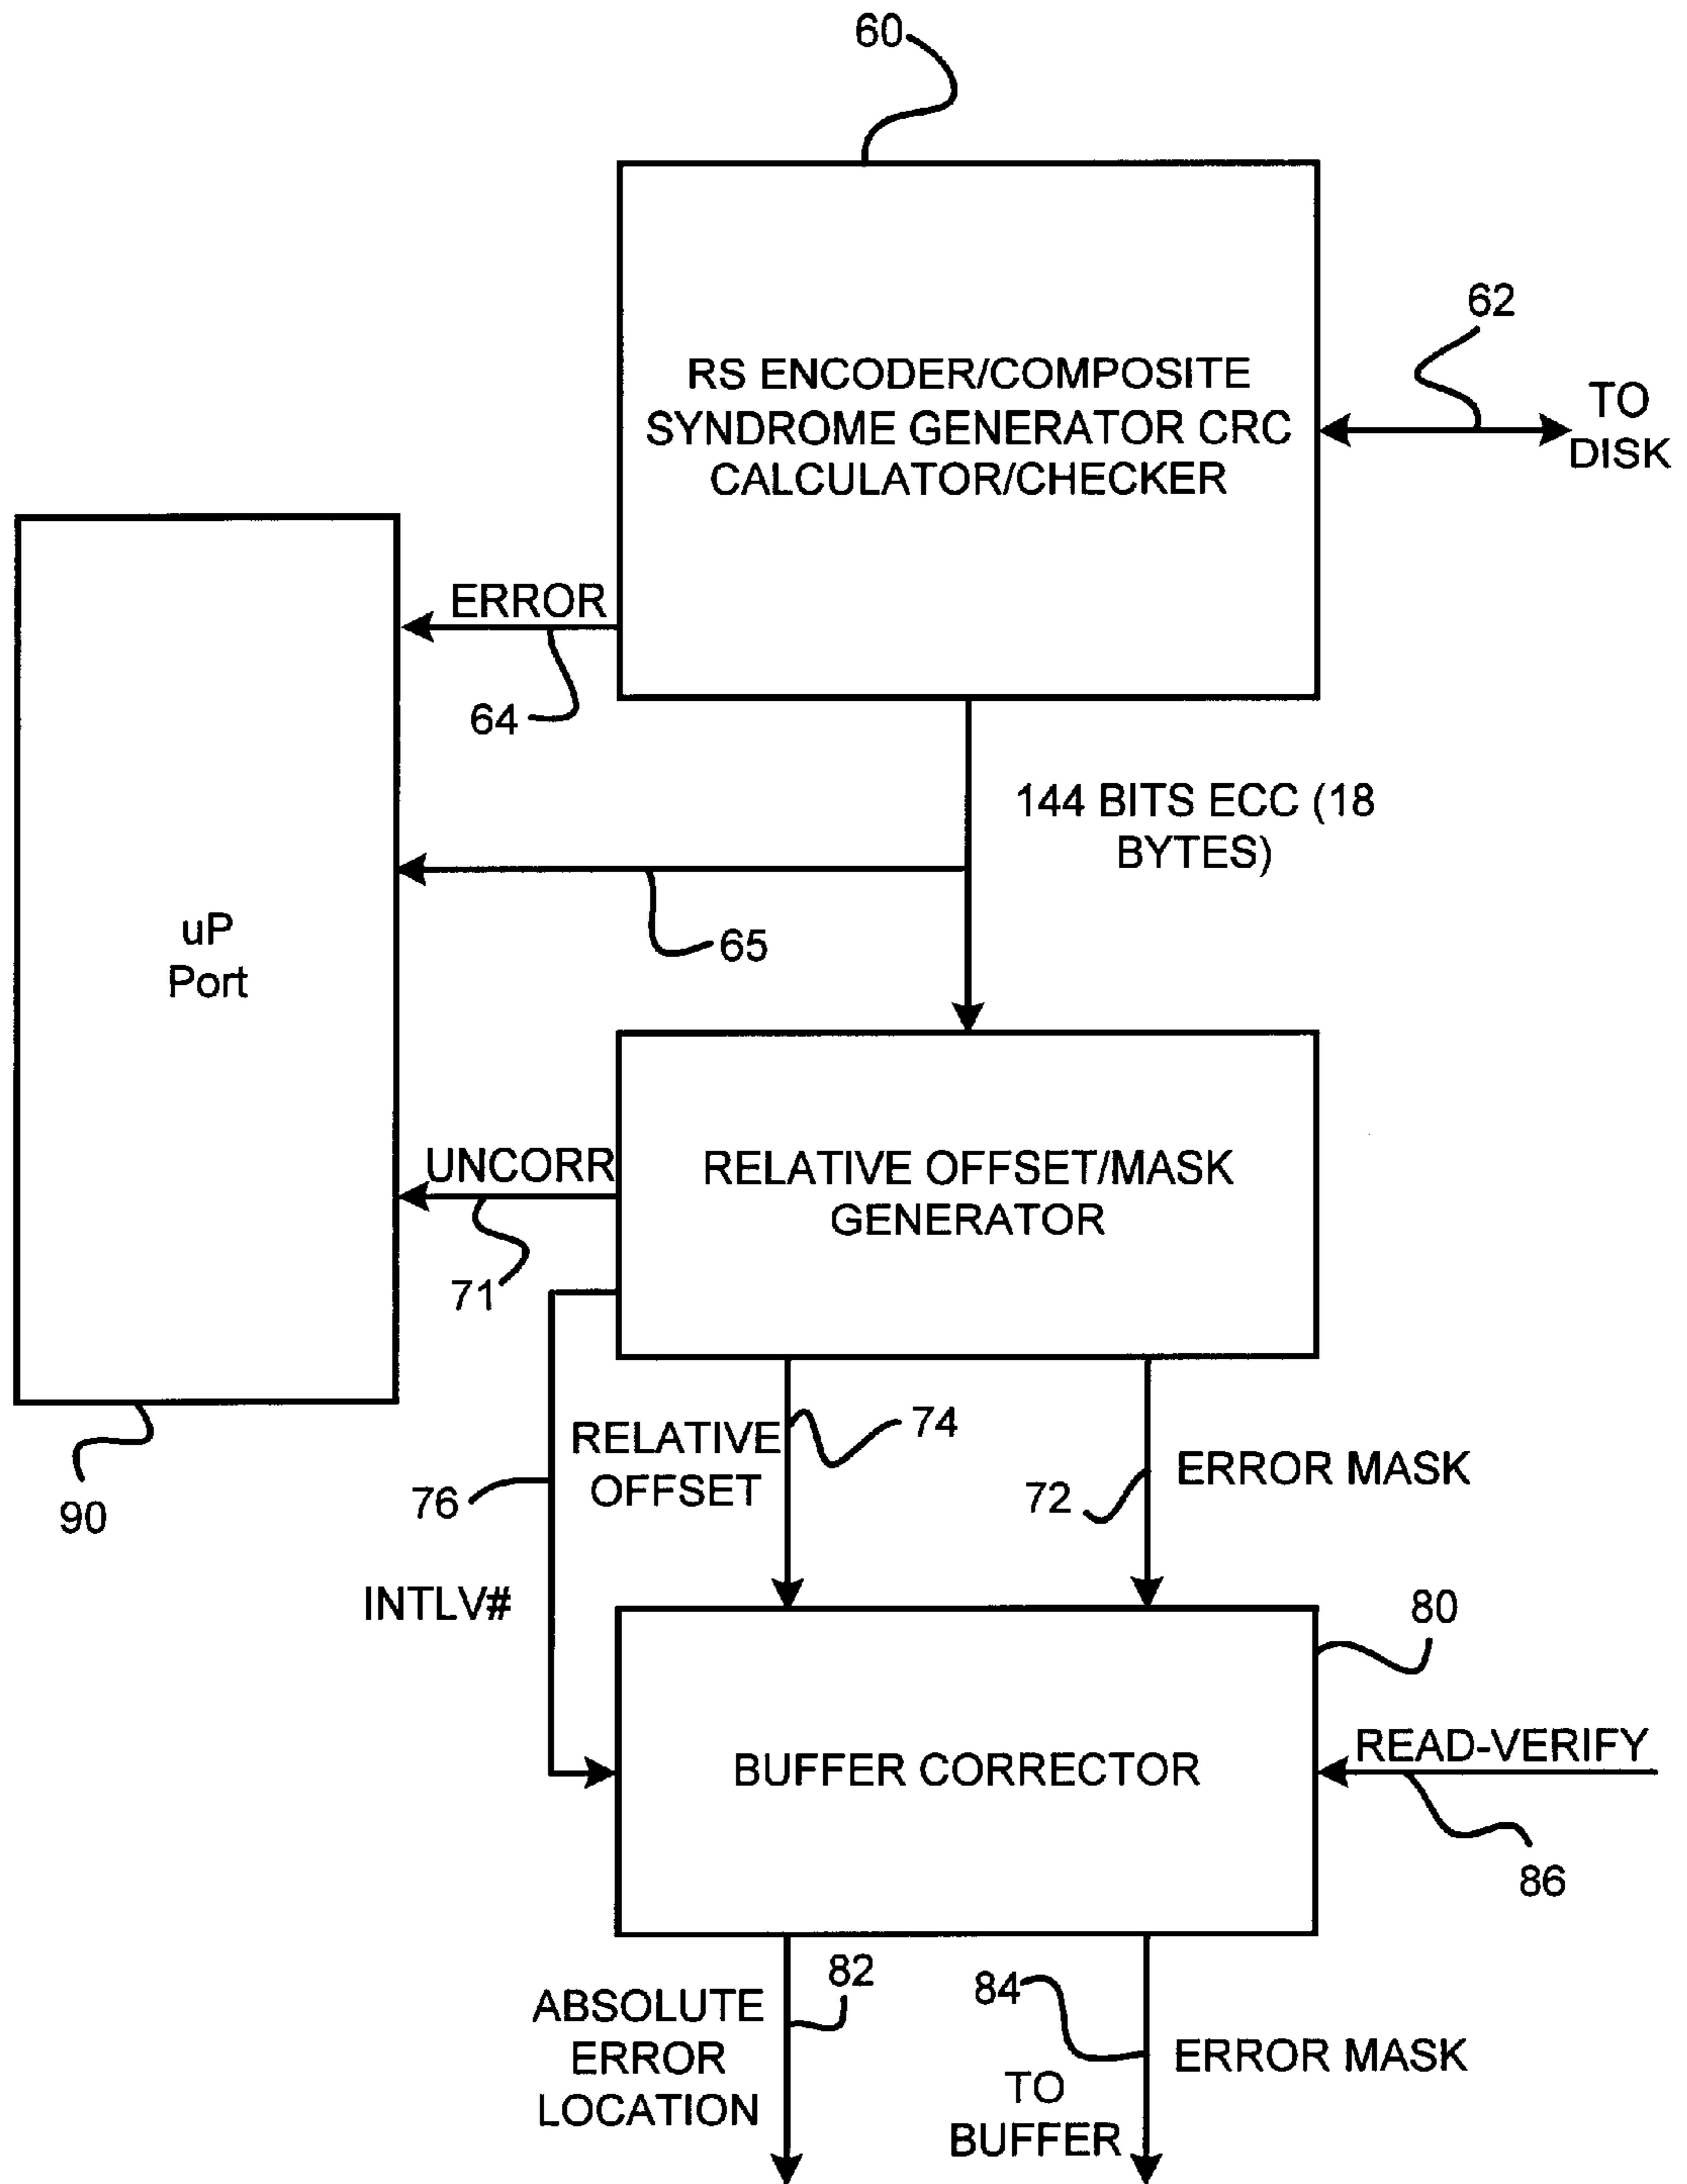 60
RS ENCODER/COMPOSITE
SYNDROME GENERATOR CRC
CALCULATOR/CHECKER
62
TO
DISK
ERROR
64
144 BITS ECC (18
BYTES)
65
uP
Port
UNCORR
71
RELATIVE OFFSET/MASK
GENERATOR
90
76
RELATIVE
OFFSET
74
72
ERROR MASK
INTLV#
80
BUFFER CORRECTOR
READ-VERIFY
86
82
ABSOLUTE
ERROR
LOCATION
84
ERROR MASK
TO
BUFFER